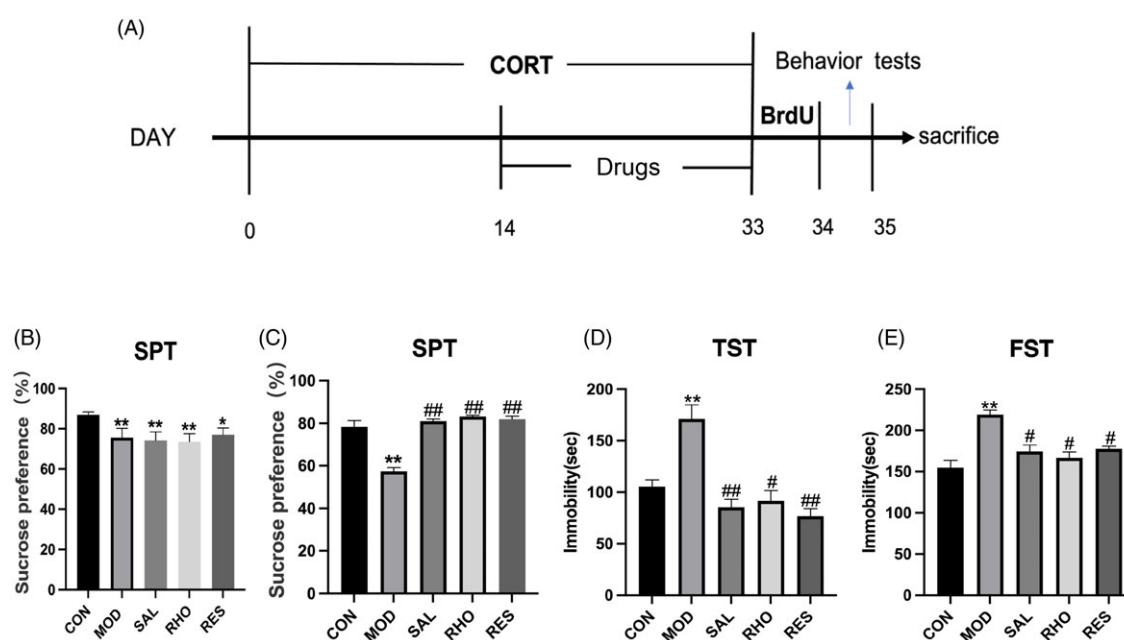 (A)
CORT
Behavior tests
BrdU
DAY
sacrifice
Drugs
0 14 33 34 35
(B)
SPT
Sucrose preference (%)
100
80
60
40
20
0
** ** ** *
CON MOD SAL RHO RES
(C)
SPT
Sucrose preference (%)
100
80
60
40
20
0
** ## ## ##
CON MOD SAL RHO RES
(D)
TST
Immobility(sec)
200
150
100
50
0
** ## # ##
CON MOD SAL RHO RES
(E)
FST
Immobility(sec)
250
200
150
100
50
0
** # # #
CON MOD SAL RHO RES